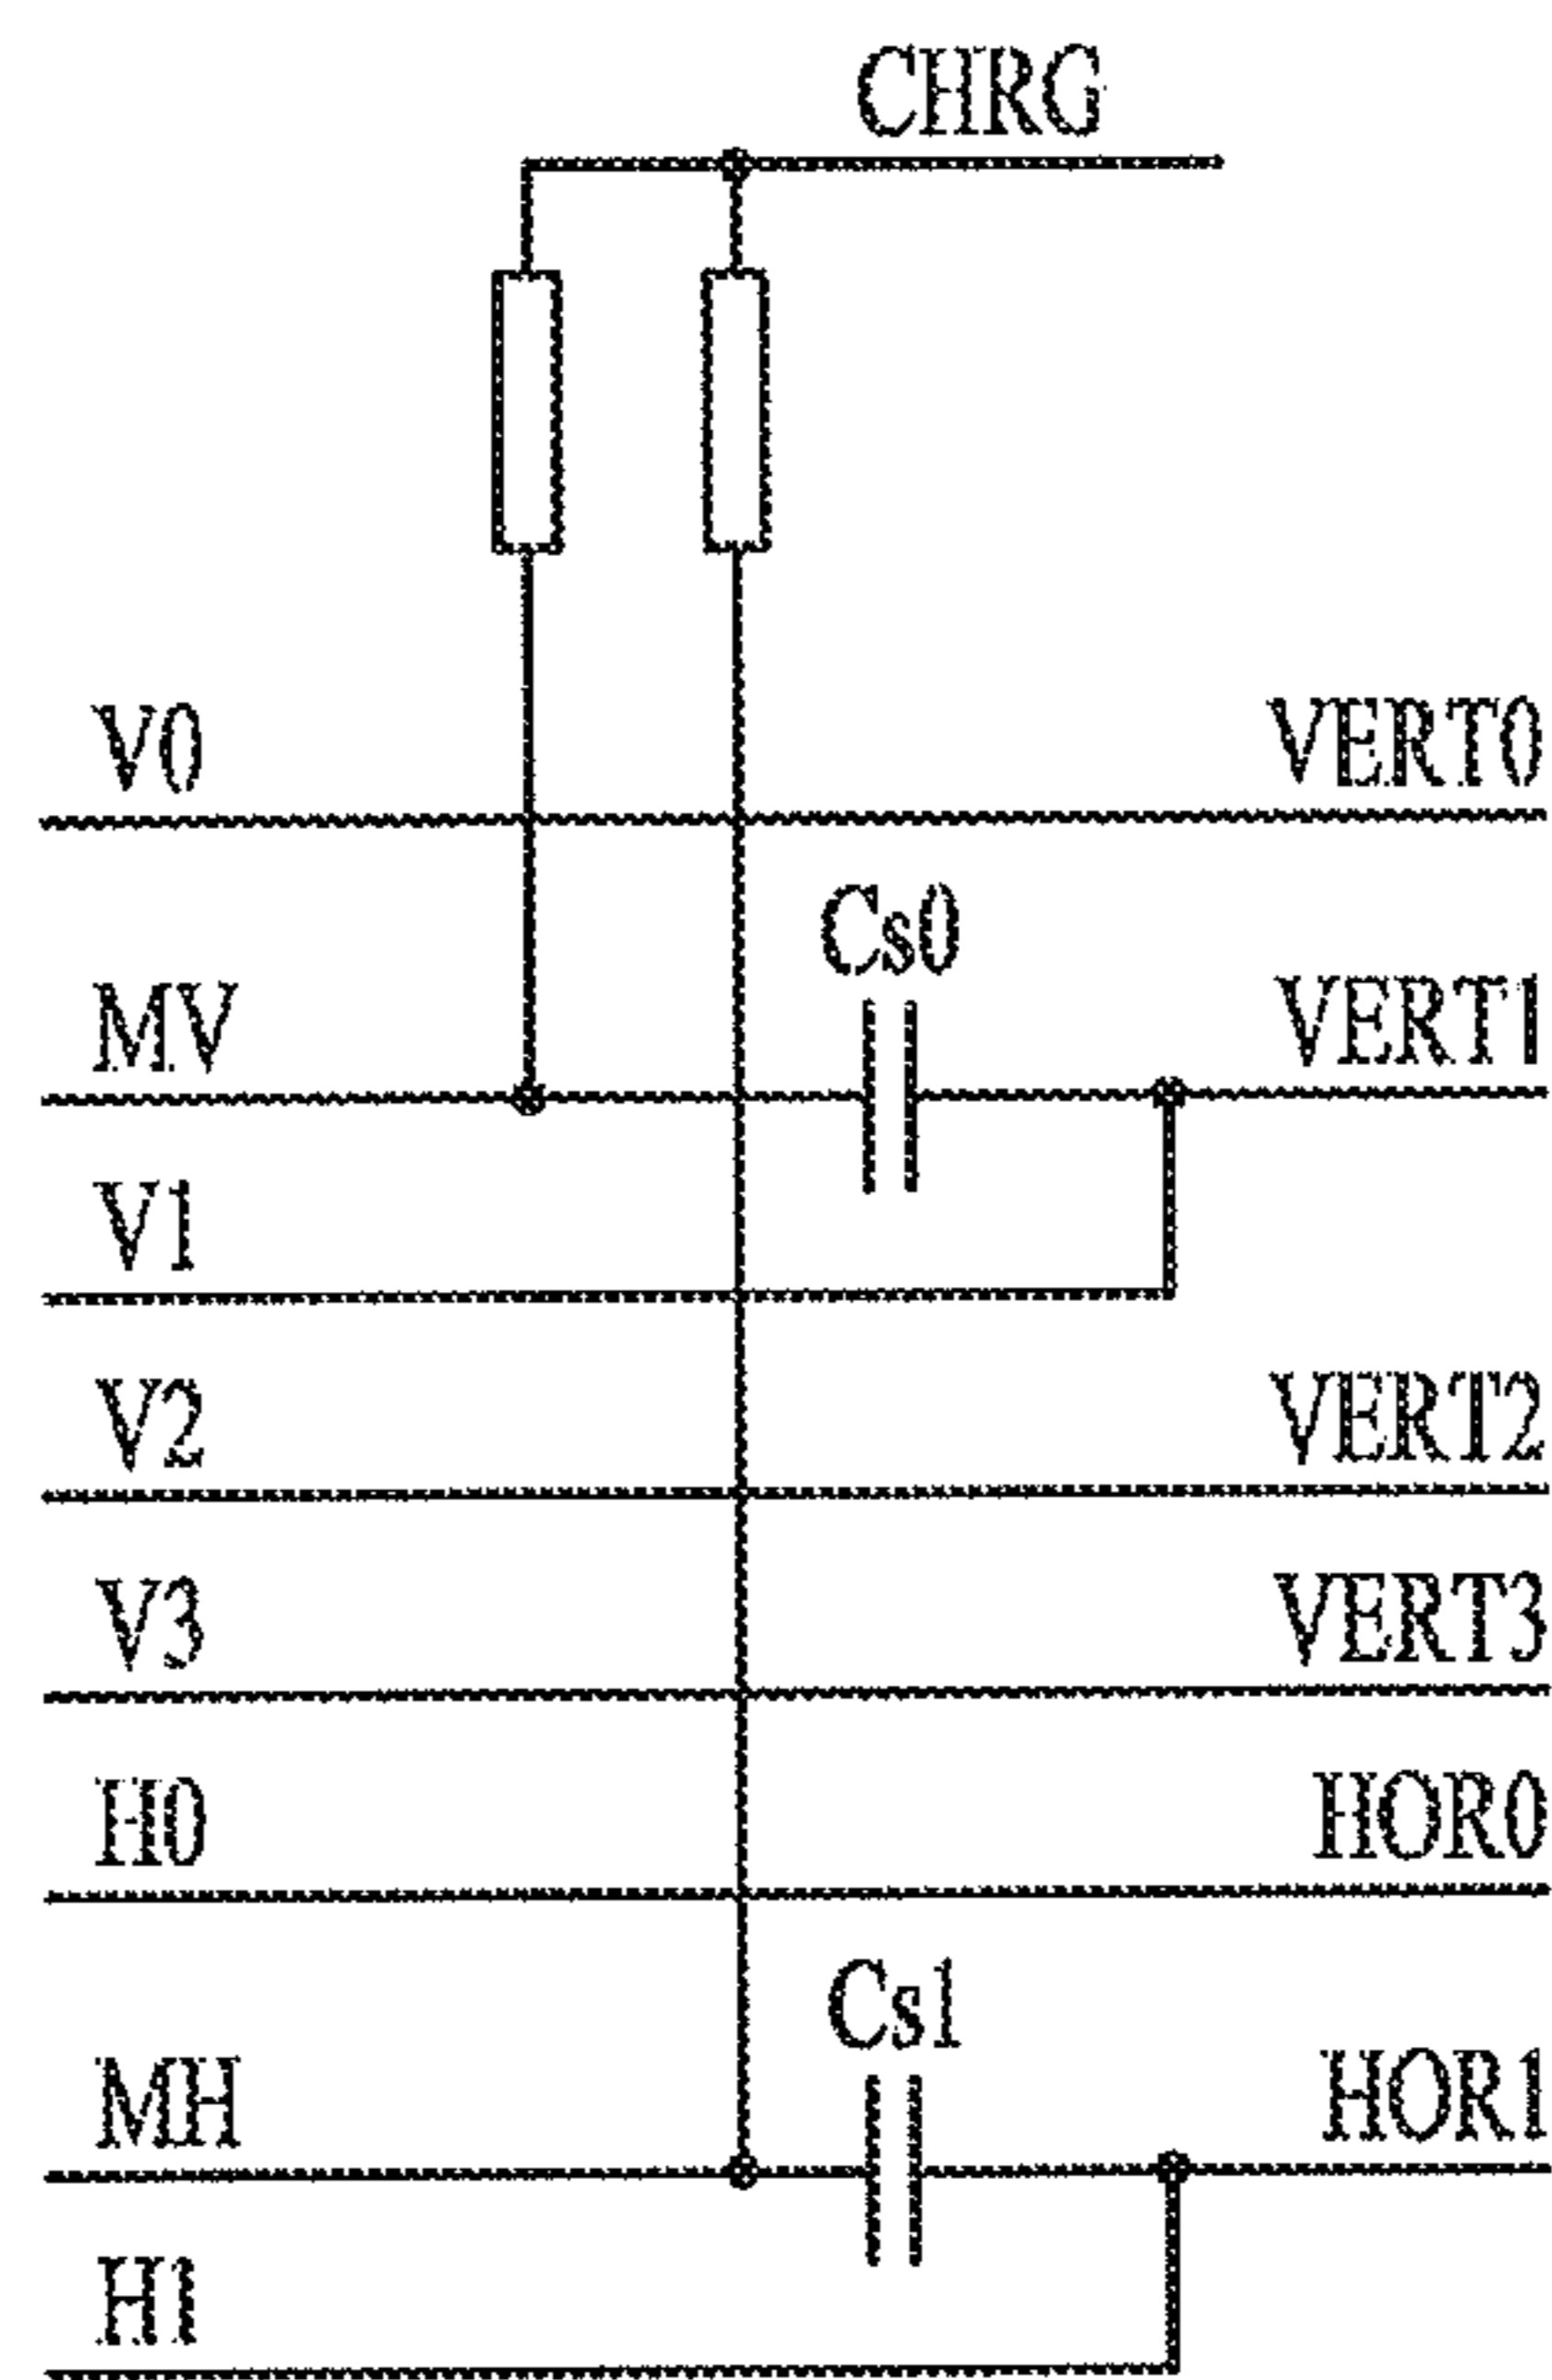 CHRG
V0 VERT0
Cs0
MV VERT1
V1
V2 VERT2
V3 VERT3
H0 HOR0
Cs1
MH HOR1
H1